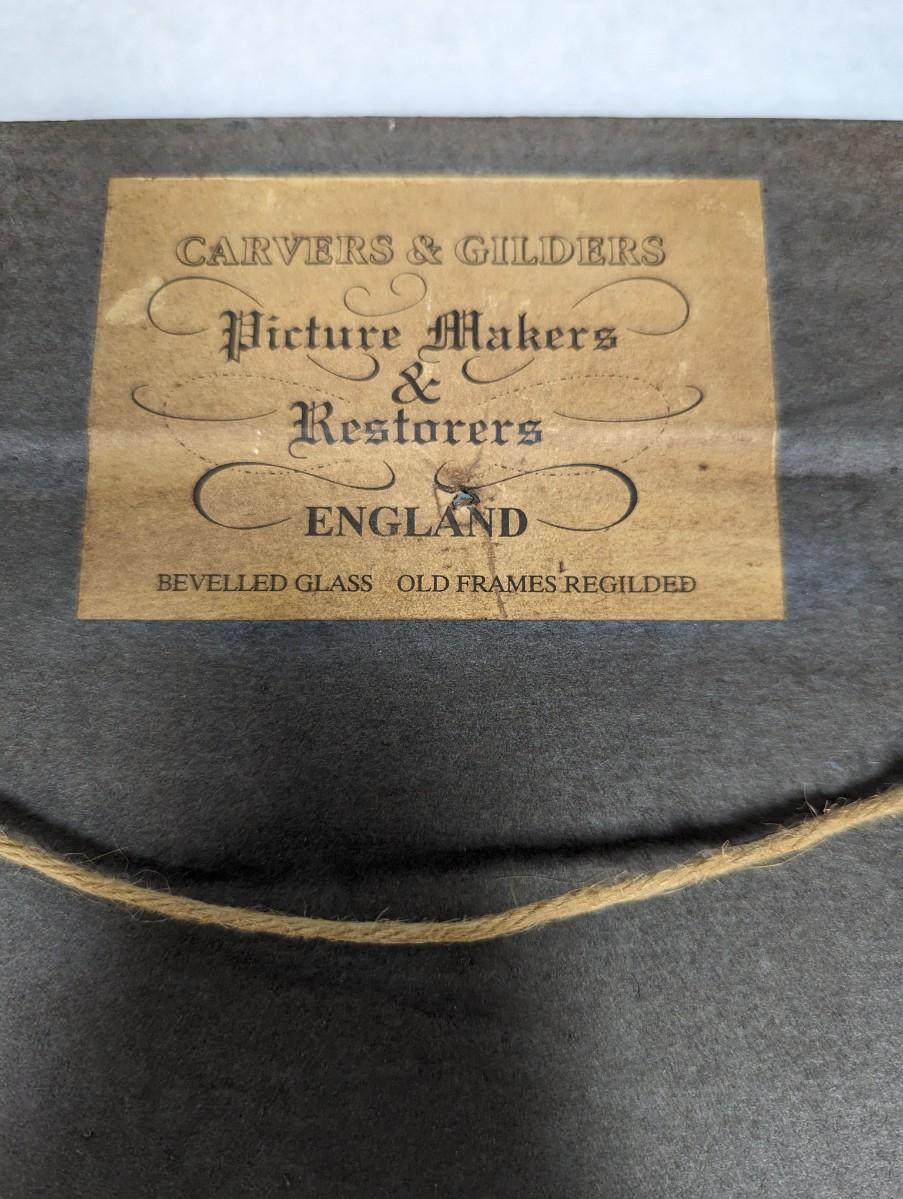 CARVERS & GILDERS
Picture Makers
&
Restorers
ENGLAND
BEVELLED GLASS OLD FRAMES REGILDED